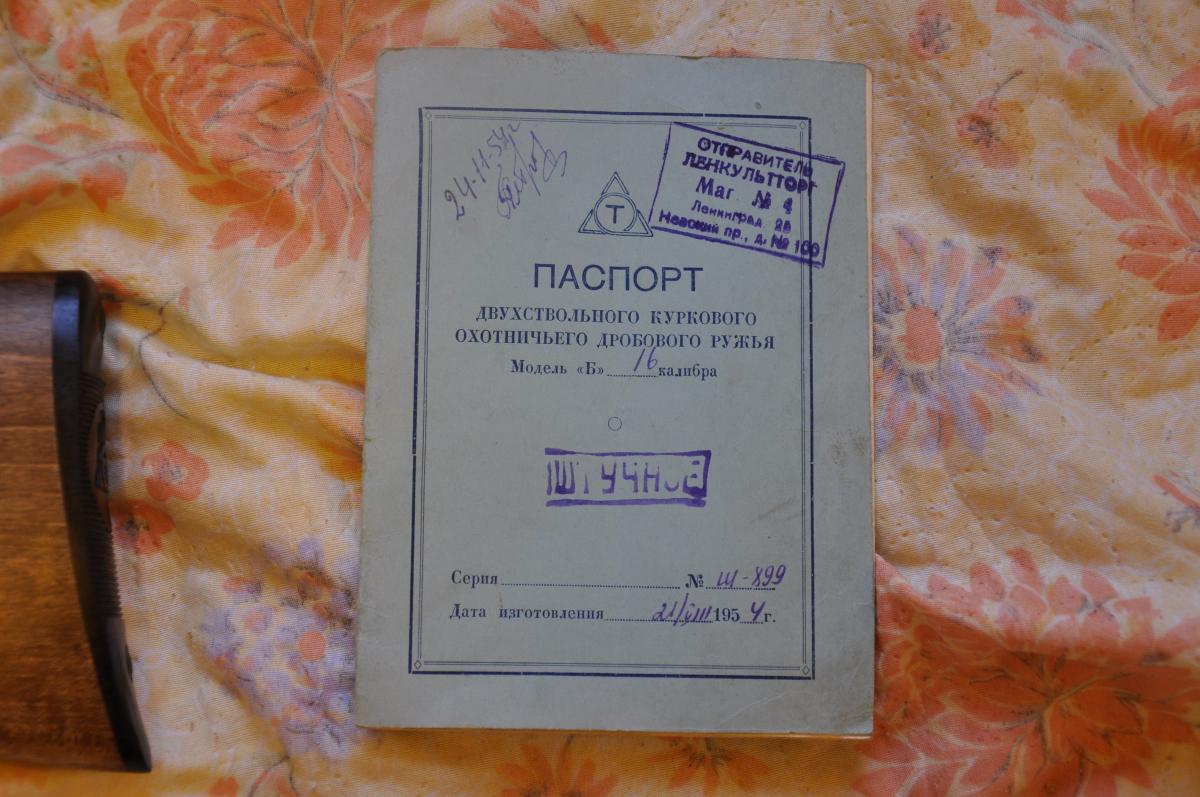 24.11.54г
ОТПРАВИТЕЛЬ
ЛЕНКУЛЬТТОРГ
Маг. № 4
Ленинград 25
Невский пр., д. № 100
Т
ПАСПОРТ
ДВУХСТВОЛЬНОГО КУРКОВОГО
ОХОТНИЧЬЕГО ДРОБОВОГО РУЖЬЯ
Модель «Б» 16 калибра
ШТУЧНОЕ
Серия № Ш-899
Дата изготовления 21/VIII 1954 г.